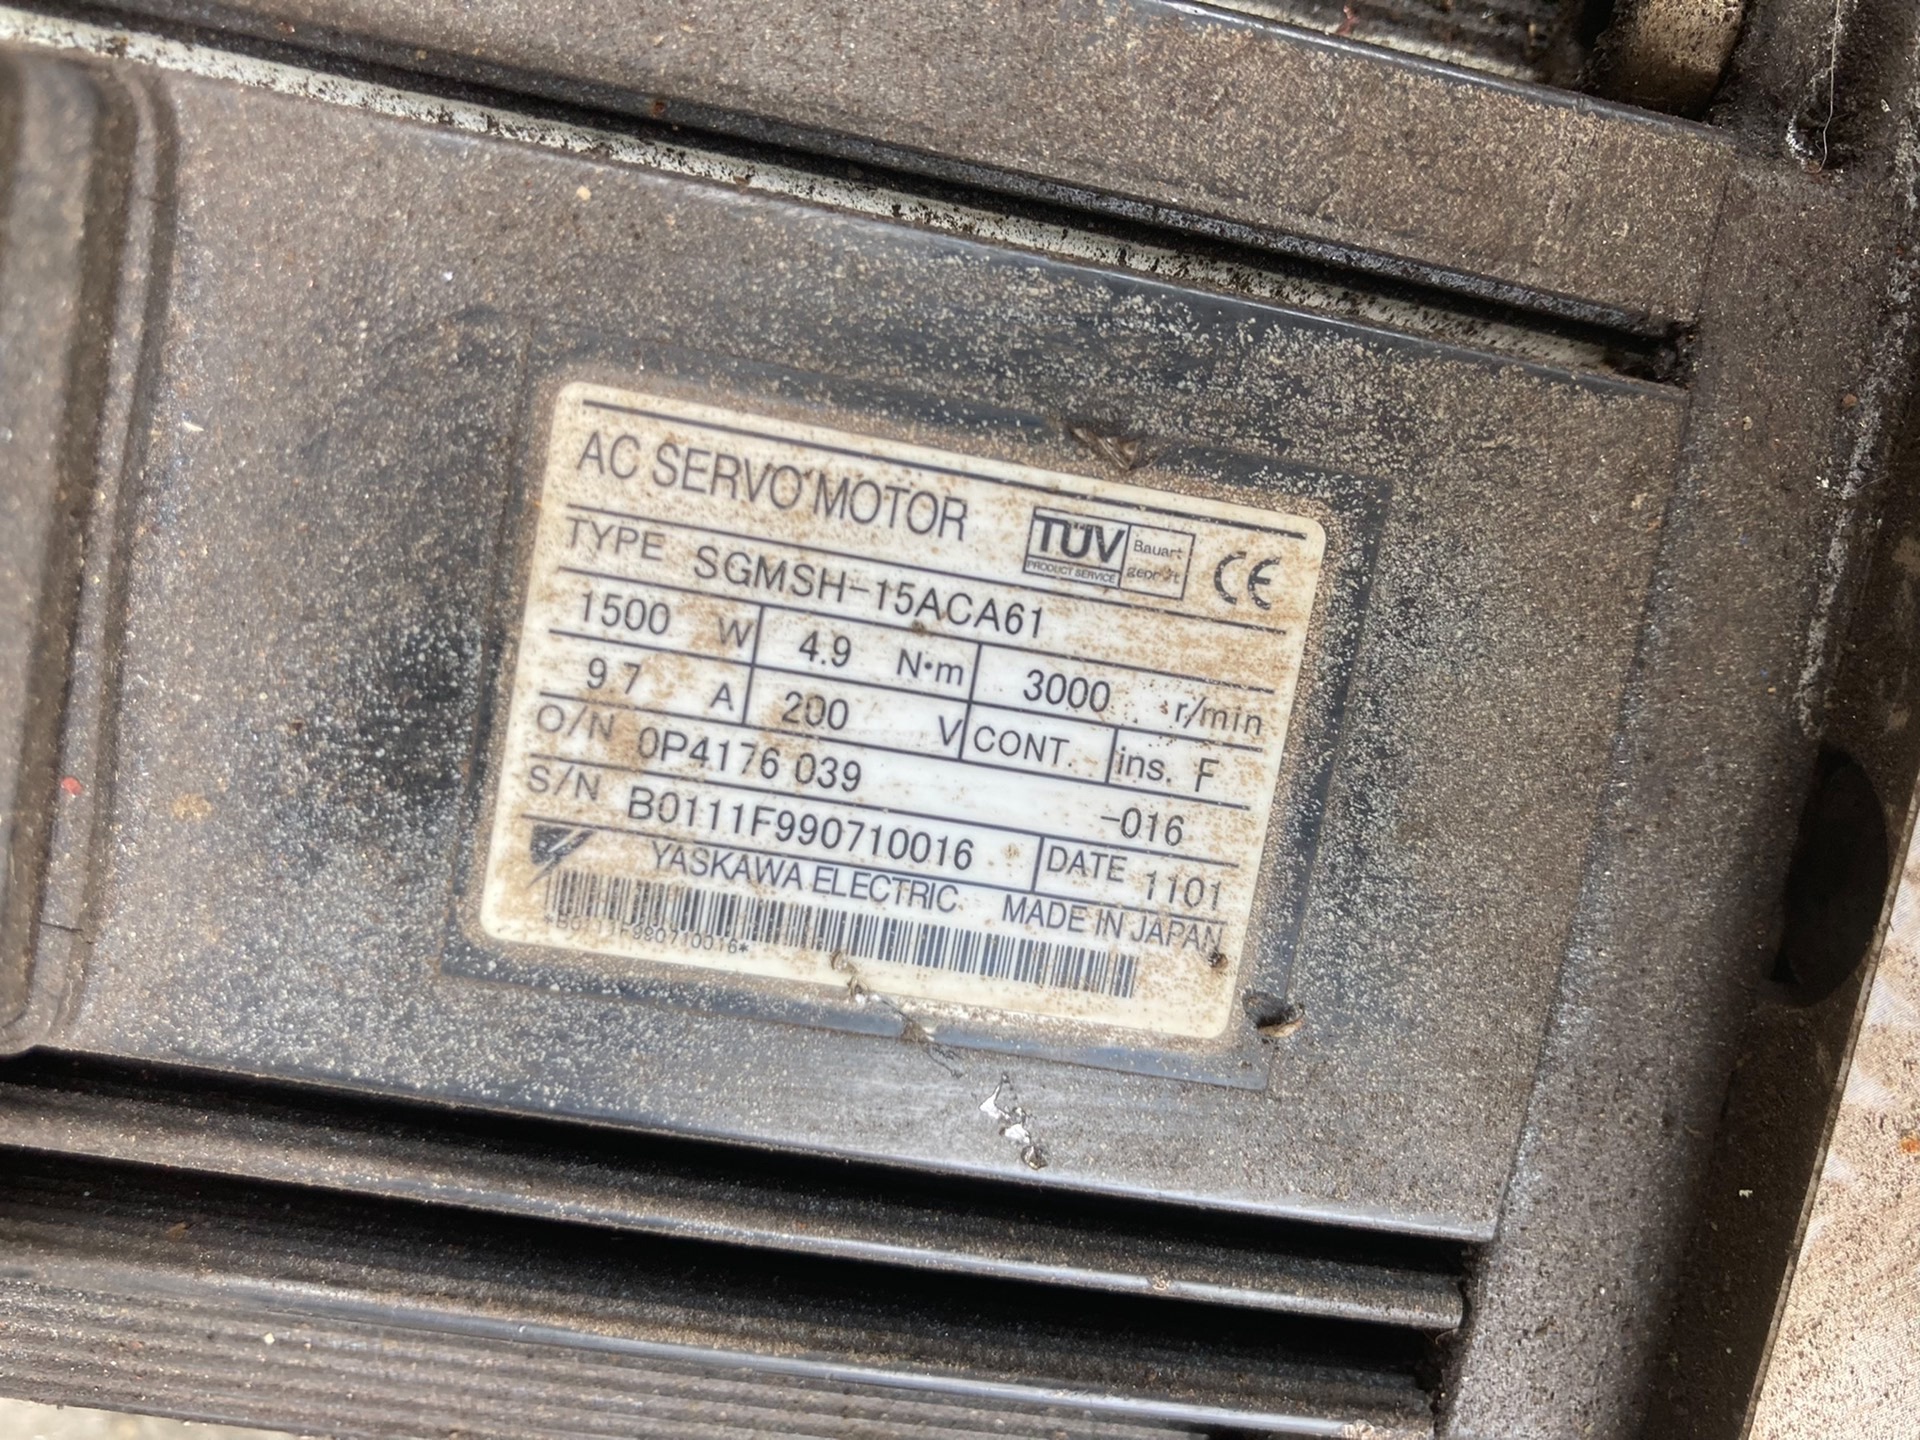 AC SERVO MOTOR
TÜV PRODUCT SERVICE Bauart geprüft CE
TYPE SGMSH-15ACA61
1500 W 4.9 N·m 3000 r/min
9.7 A 200 V CONT. ins. F
O/N 0P4176 039 -016
S/N B0111F990710016 DATE 1101
YASKAWA ELECTRIC MADE IN JAPAN
*B0111F990710016*